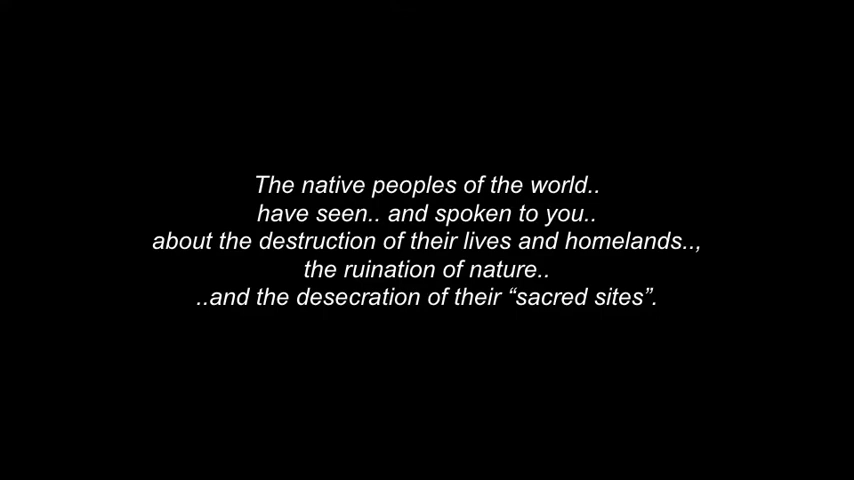 The native peoples of the world..
have seen.. and spoken to you..
about the destruction of their lives and homelands..,
the ruination of nature..
..and the desecration of their “sacred sites”.